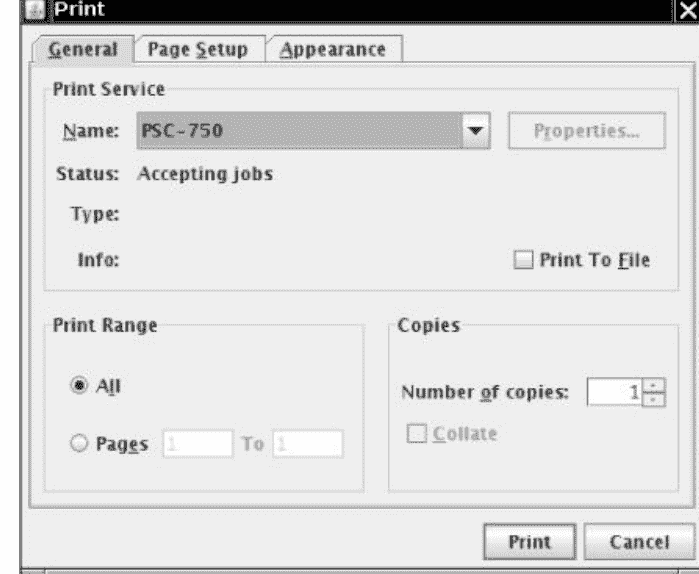 Print
General Page Setup Appearance
Print Service
Name: PSC-750 Properties...
Status: Accepting jobs
Type:
Info: Print To File
Print Range
All
Pages 1 To 1
Copies
Number of copies: 1
Collate
Print Cancel